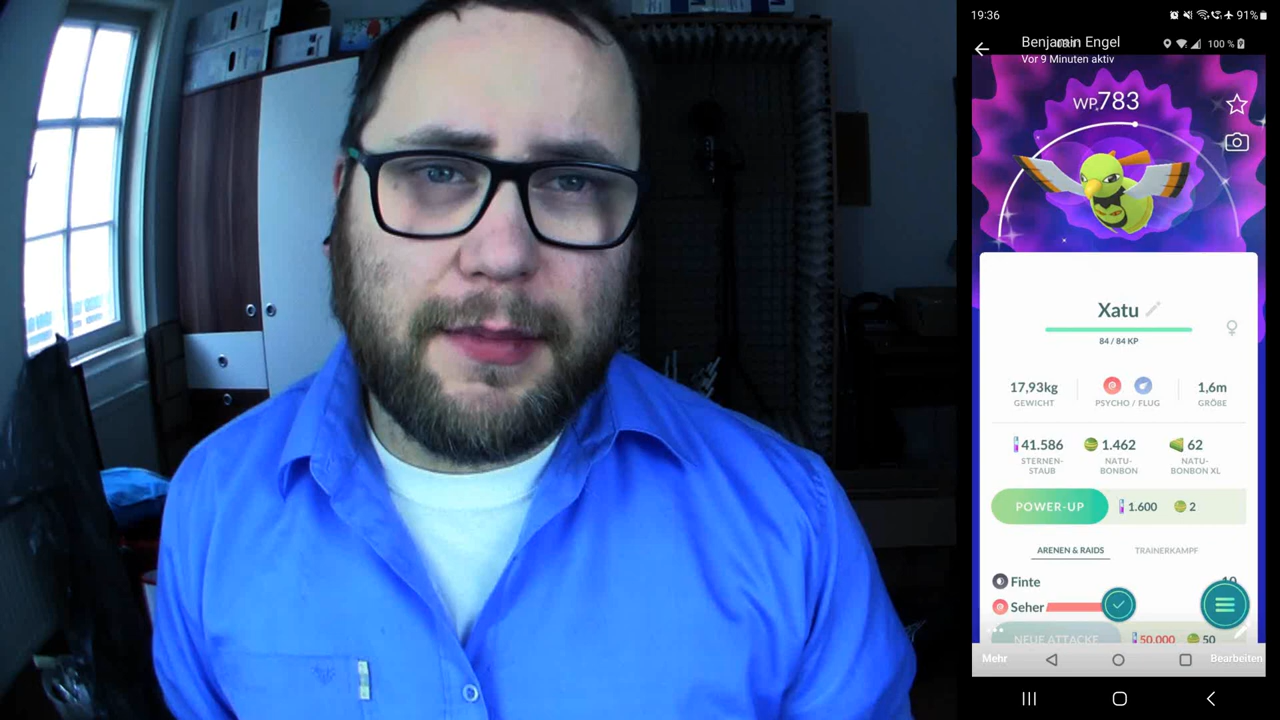 19:36
91%
Benjamin Engel
Vor 9 Minuten aktiv
100 %
WP783
Xatu
84 / 84 KP
17,93kg
GEWICHT
PSYCHO / FLUG
1,6m
GRÖBE
41.586
STERNEN-
STAUB
1.462
NATU-
BONBON
62
NATU-
BONBON XL
POWER-UP
1.600
2
ARENEN & RAIDS
TRAINERKAMPF
Finte
10
Seher
NEUE ATTACKE
50.000
50
Mehr
Bearbeiten